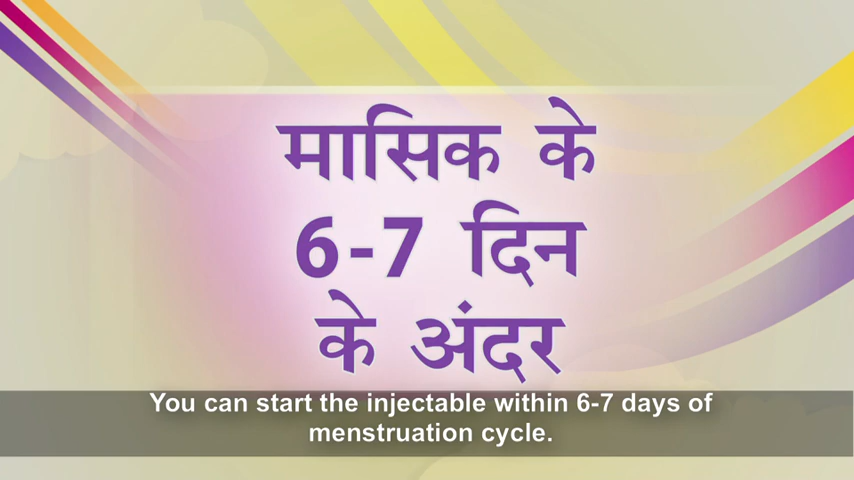 मासिक के
6-7 दिन
के अंदर
You can start the injectable within 6-7 days of
menstruation cycle.